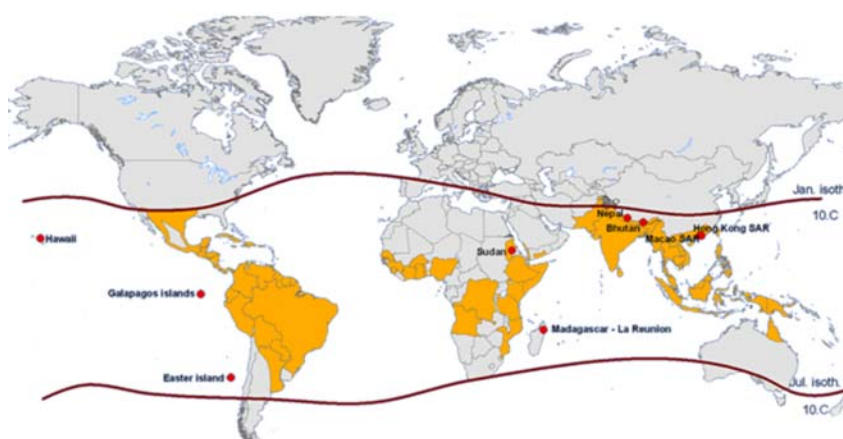 Jan. isoth.
10.C
Nepal
Bhutan
Hong Kong SAR
Macao SAR
Hawaii
Sudan
Galapagos islands
Madagascar - La Reunion
Easter island
Jul. isoth.
10.C